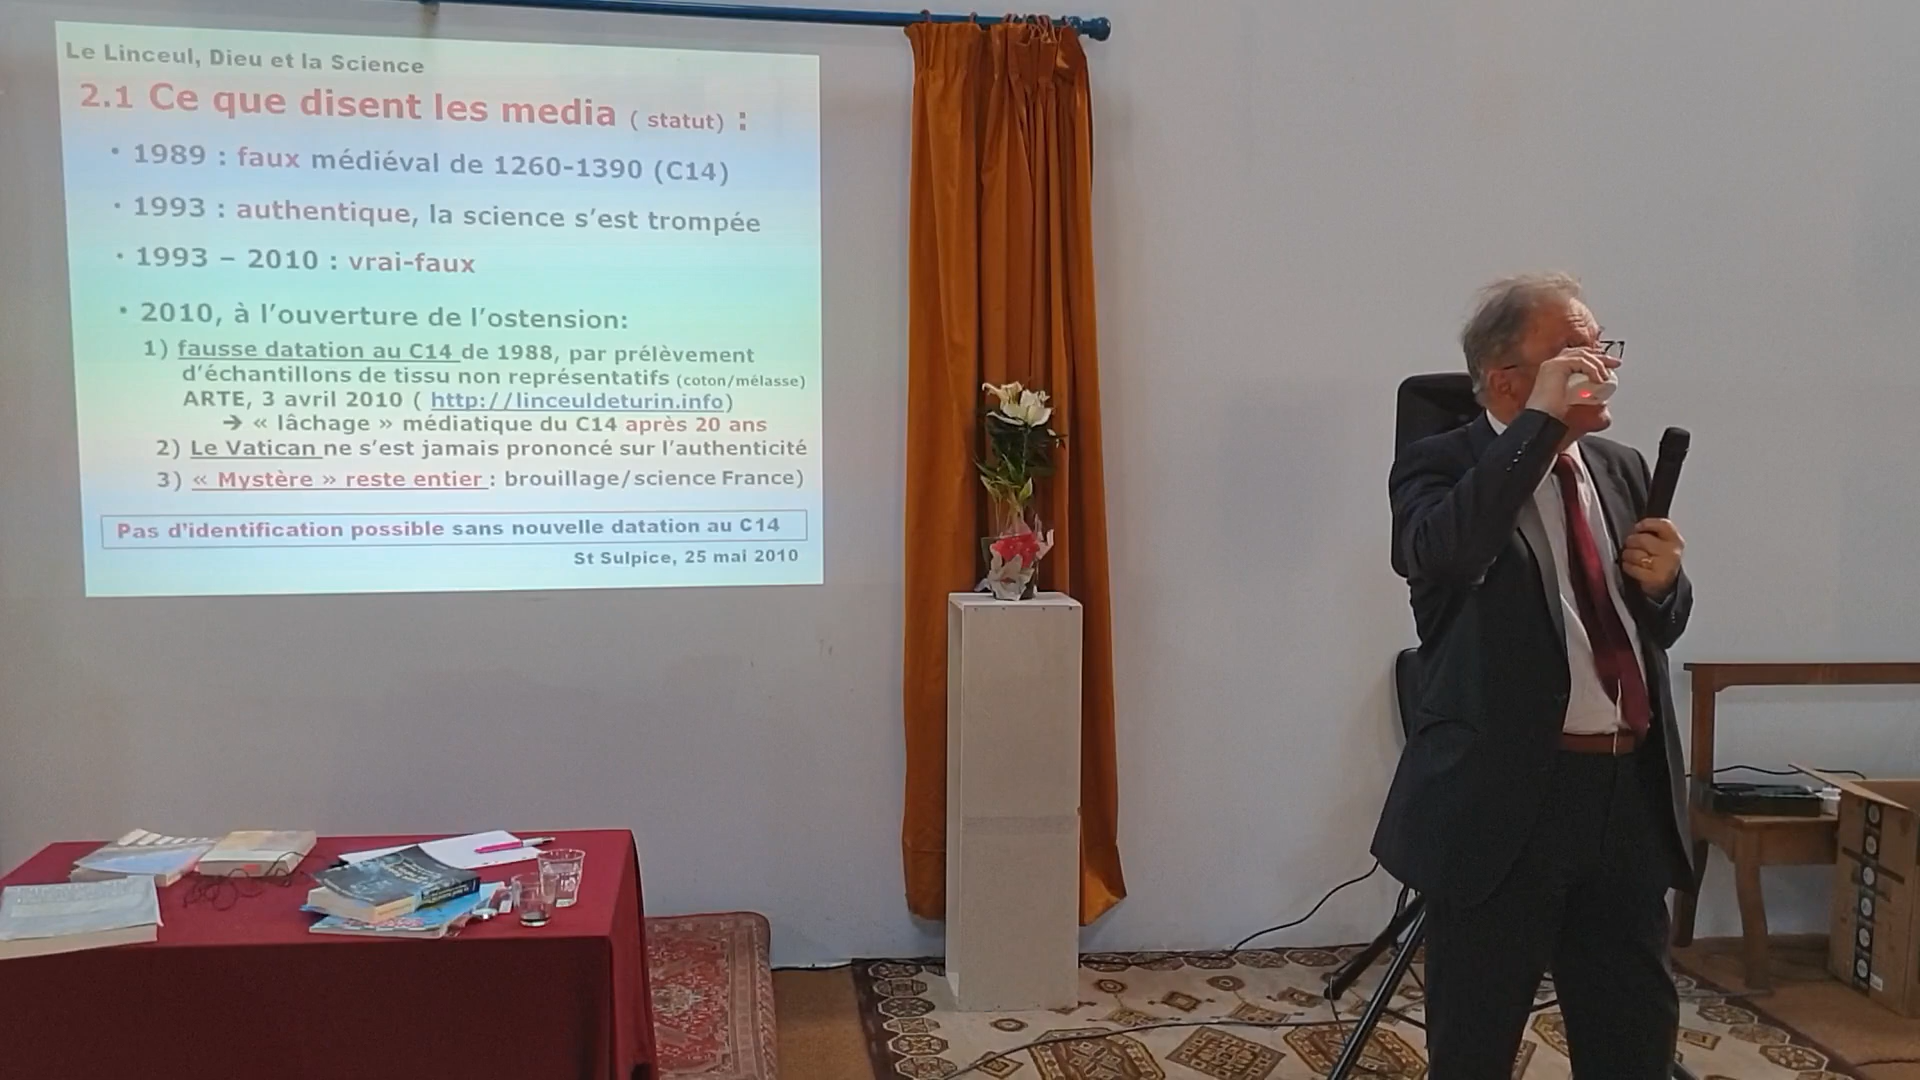 Le Linceul, Dieu et la Science
2.1 Ce que disent les media ( statut) :
• 1989 : faux médiéval de 1260-1390 (C14)
• 1993 : authentique, la science s’est trompée
• 1993 – 2010 : vrai-faux
• 2010, à l’ouverture de l’ostension:
1) fausse datation au C14 de 1988, par prélèvement
d’échantillons de tissu non représentatifs (coton/mélasse)
ARTE, 3 avril 2010 ( http://linceuldeturin.info)
➔ « lâchage » médiatique du C14 après 20 ans
2) Le Vatican ne s’est jamais prononcé sur l’authenticité
3) « Mystère » reste entier : brouillage/science France)
Pas d’identification possible sans nouvelle datation au C14
St Sulpice, 25 mai 2010